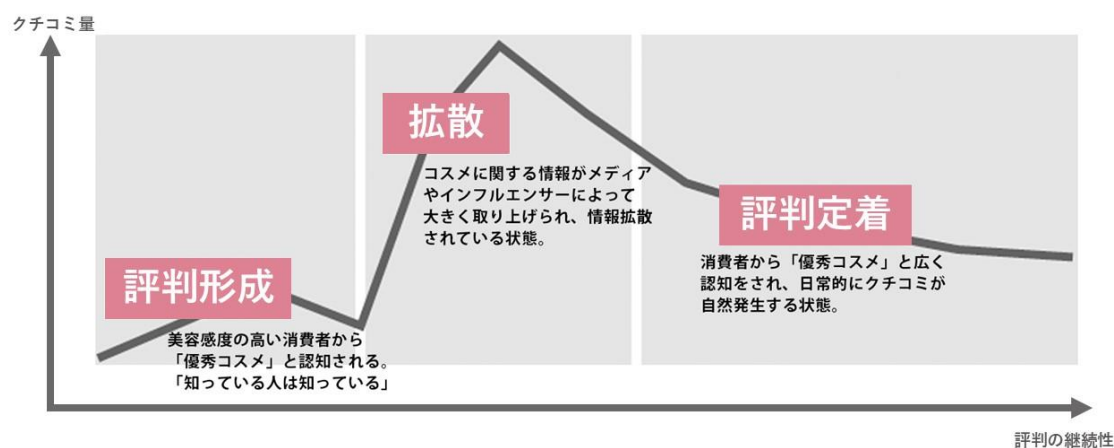 クチコミ量
拡散
コスメに関する情報がメディア
やインフルエンサーによって
大きく取り上げられ、情報拡散
されている状態。
評判定着
消費者から「優秀コスメ」と広く
認知をされ、日常的にクチコミが
自然発生する状態。
評判形成
美容感度の高い消費者から
「優秀コスメ」と認知される。
「知っている人は知っている」
評判の継続性